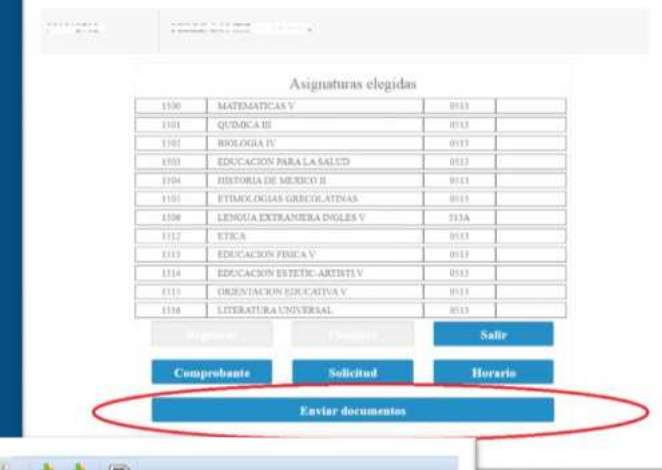 Asignaturas elegidas
1500 MATEMATICAS V 0513
1501 QUIMICA III 0513
1502 BIOLOGIA IV 0513
1503 EDUCACION PARA LA SALUD 0513
1504 HISTORIA DE MEXICO II 0513
1505 ETIMOLOGIAS GRECOLATINAS 0513
1506 LENGUA EXTRANJERA INGLES V 513A
1512 ETICA 0513
1513 EDUCACION FISICA V 0513
1514 EDUCACION ESTETIC-ARTISTI V 0513
1515 ORIENTACION EDUCATIVA V 0513
1516 LITERATURA UNIVERSAL 0513
Salir
Comprobante Solicitud Horario
Enviar documentos